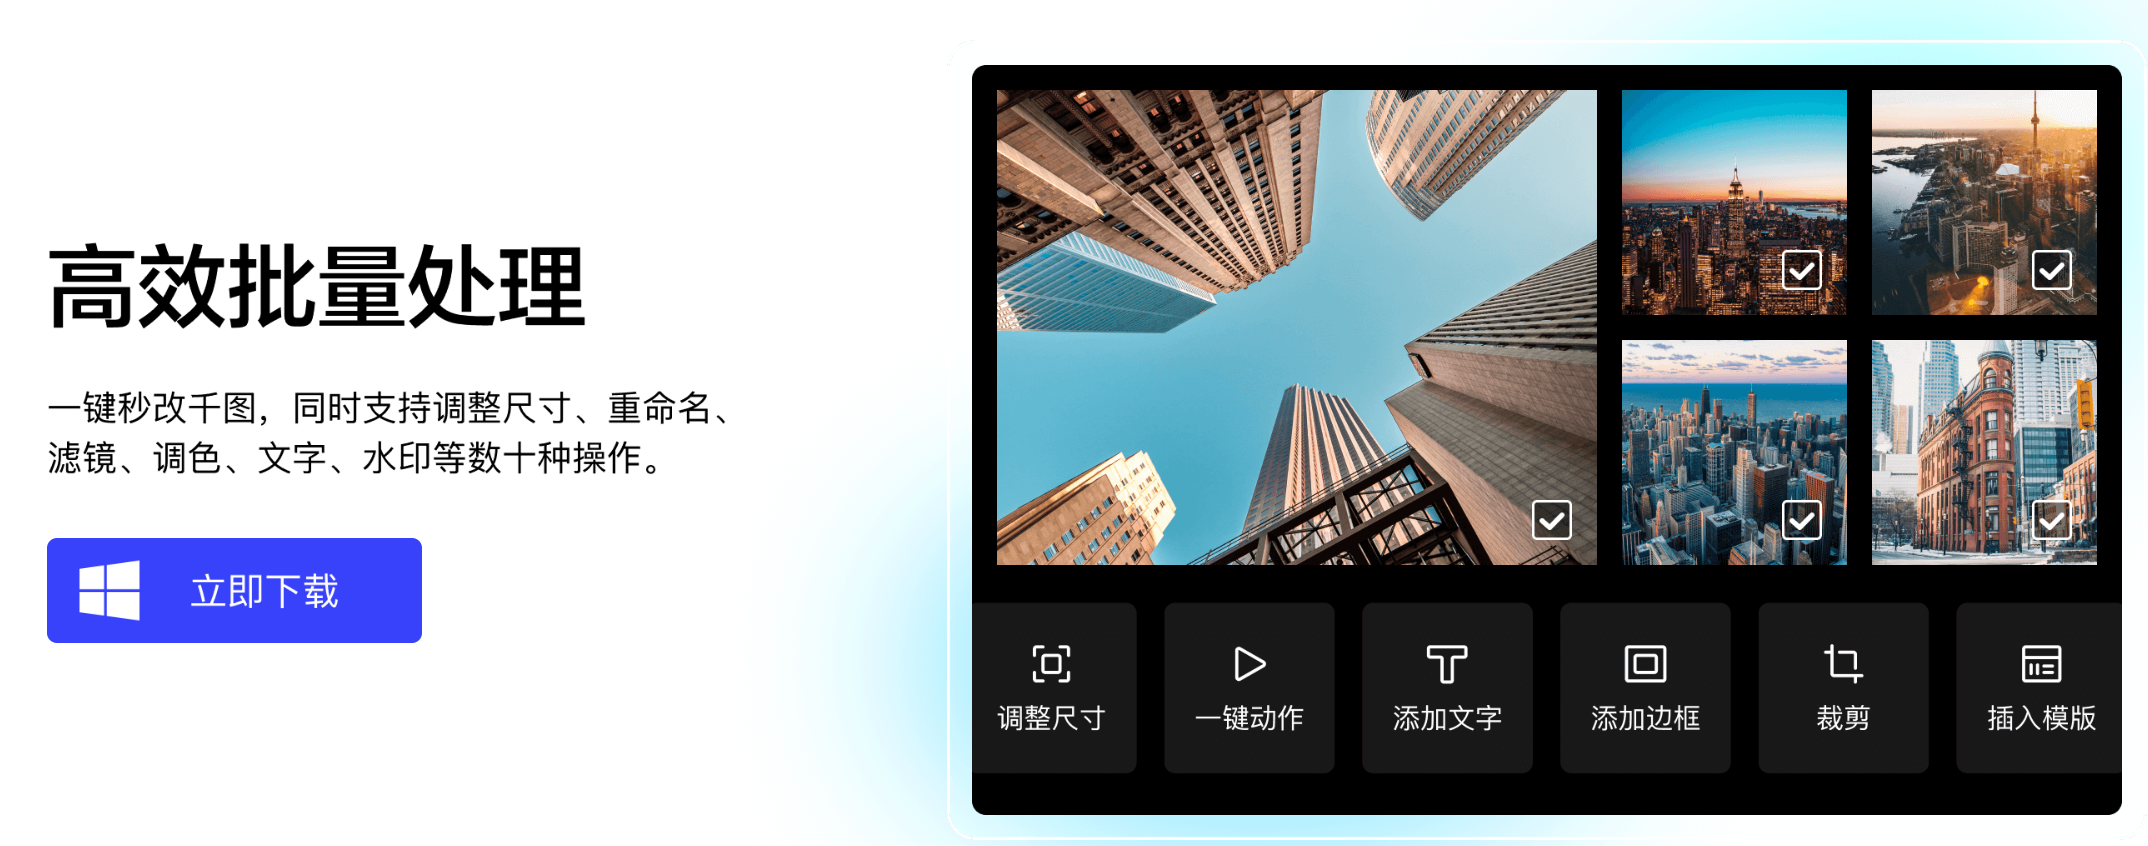 高效批量处理
一键秒改千图，同时支持调整尺寸、重命名、
滤镜、调色、文字、水印等数十种操作。
立即下载
调整尺寸
一键动作
添加文字
添加边框
裁剪
插入模版